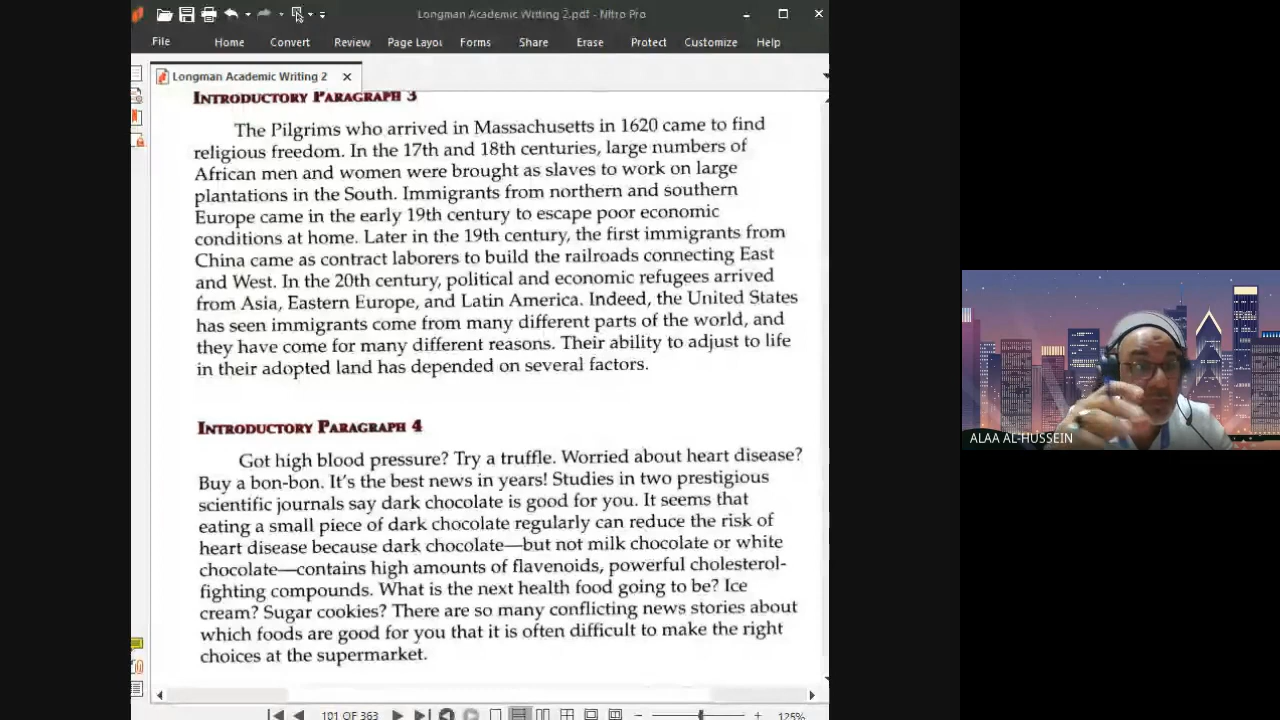 Longman Academic Writing 2.pdf - Nitro Pro
File Home Convert Review Page Layou Forms Share Erase Protect Customize Help
Longman Academic Writing 2
INTRODUCTORY PARAGRAPH 3
The Pilgrims who arrived in Massachusetts in 1620 came to find
religious freedom. In the 17th and 18th centuries, large numbers of
African men and women were brought as slaves to work on large
plantations in the South. Immigrants from northern and southern
Europe came in the early 19th century to escape poor economic
conditions at home. Later in the 19th century, the first immigrants from
China came as contract laborers to build the railroads connecting East
and West. In the 20th century, political and economic refugees arrived
from Asia, Eastern Europe, and Latin America. Indeed, the United States
has seen immigrants come from many different parts of the world, and
they have come for many different reasons. Their ability to adjust to life
in their adopted land has depended on several factors.
INTRODUCTORY PARAGRAPH 4
Got high blood pressure? Try a truffle. Worried about heart disease?
Buy a bon-bon. It's the best news in years! Studies in two prestigious
scientific journals say dark chocolate is good for you. It seems that
eating a small piece of dark chocolate regularly can reduce the risk of
heart disease because dark chocolate—but not milk chocolate or white
chocolate—contains high amounts of flavenoids, powerful cholesterol-
fighting compounds. What is the next health food going to be? Ice
cream? Sugar cookies? There are so many conflicting news stories about
which foods are good for you that it is often difficult to make the right
choices at the supermarket.
101 OF 363
125%
ALAA AL-HUSSEIN